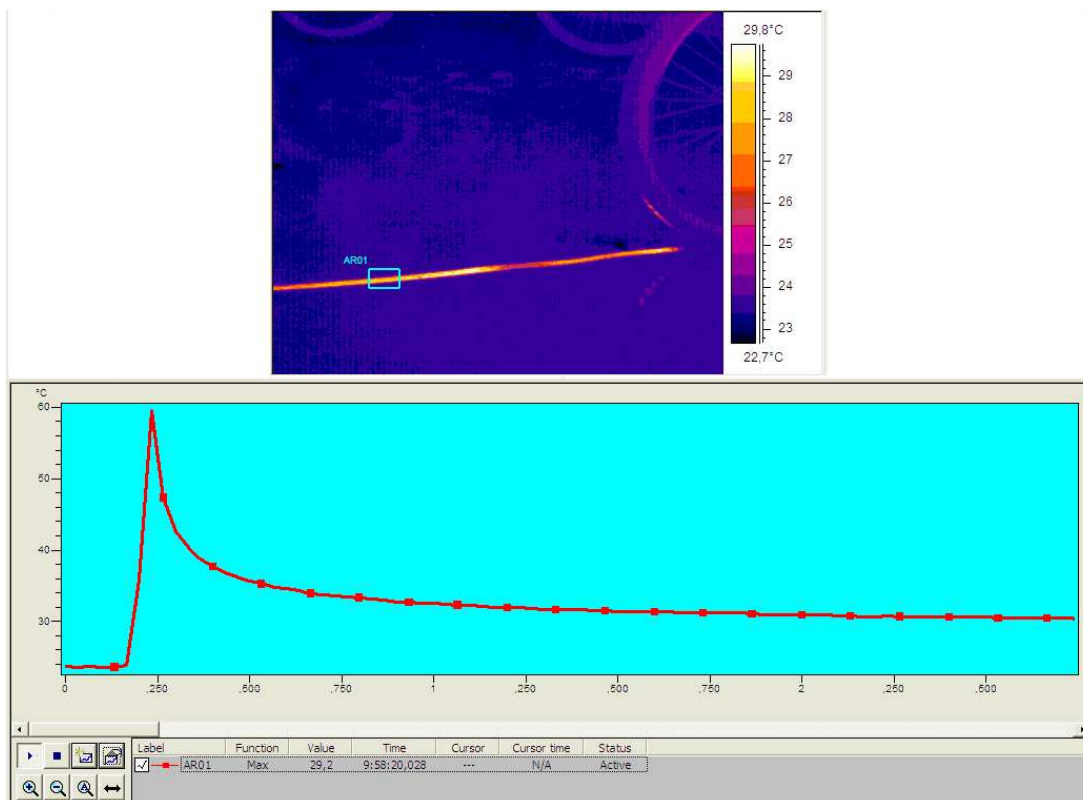 29,8°C
29
28
27
26
25
24
23
22,7°C
AR01
°C
60
50
40
30
0 ,250 ,500 ,750 1 ,250 ,500 ,750 2 ,250 ,500
Label Function Value Time Cursor Cursor time Status
AR01 Max 29,2 9:58:20,028 --- N/A Active